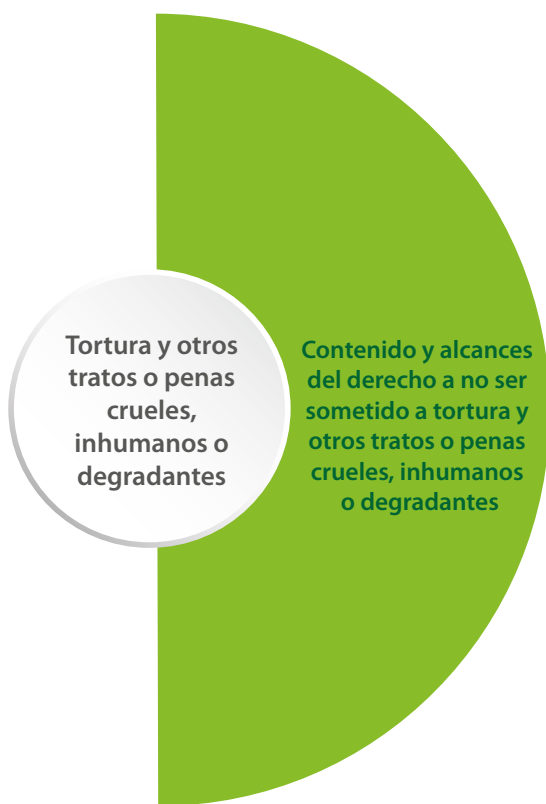 Tortura y otros
tratos o penas
crueles,
inhumanos o
degradantes
Contenido y alcances
del derecho a no ser
sometido a tortura y
otros tratos o penas
crueles, inhumanos
o degradantes